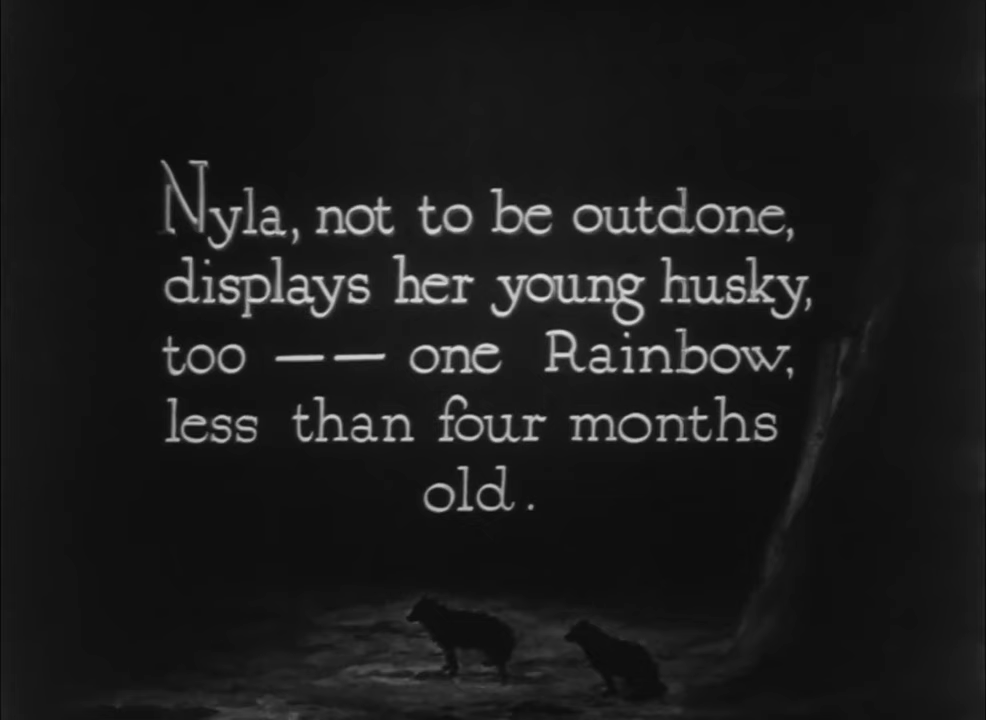 Nyla, not to be outdone,
displays her young husky,
too —— one Rainbow,
less than four months
old.